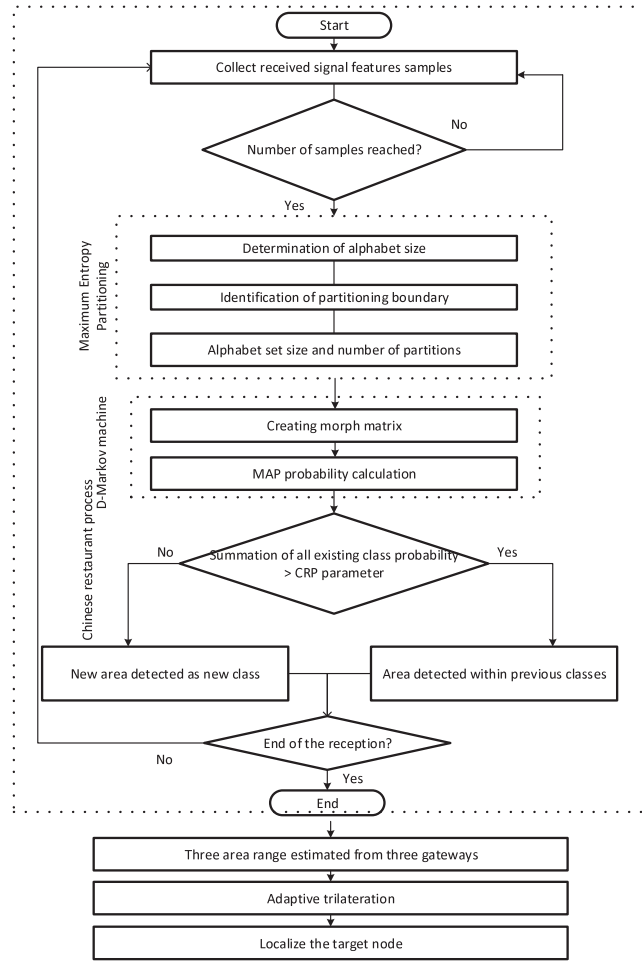 Start
Collect received signal features samples
No
Number of samples reached?
Yes
Maximum Entropy
Partitioning
Determination of alphabet size
Identification of partitioning boundary
Alphabet set size and number of partitions
Chinese restaurant process
D-Markov machine
Creating morph matrix
MAP probability calculation
No
Summation of all existing class probability
> CRP parameter
Yes
New area detected as new class
Area detected within previous classes
End of the reception?
No
Yes
End
Three area range estimated from three gateways
Adaptive trilateration
Localize the target node